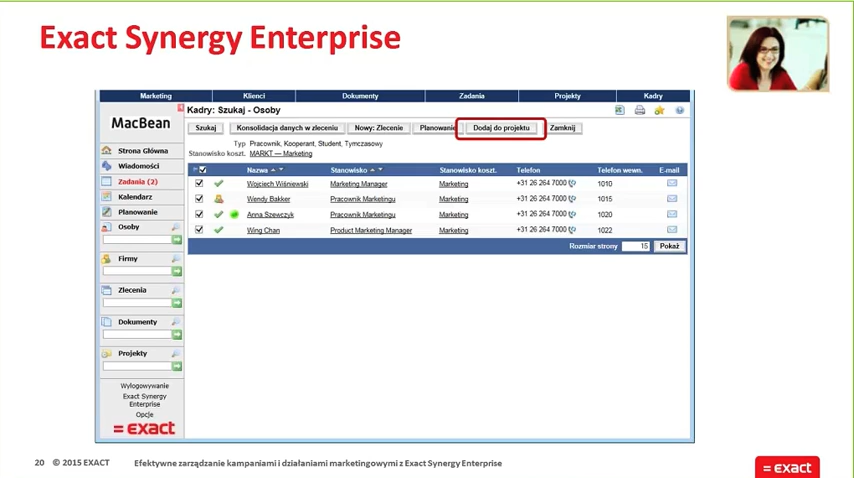 Exact Synergy Enterprise
Marketing Klienci Dokumenty Zadania Projekty Kadry
Kadry: Szukaj - Osoby
MacBean
Szukaj Konsolidacja danych w zleceniu Nowy: Zlecenie Planowanie Dodaj do projektu Zamknij
Typ Pracownik, Kooperant, Student, Tymczasowy
Stanowisko koszt. MARKT — Marketing
Nazwa Stanowisko Stanowisko koszt. Telefon Telefon wewn. E-mail
Wojciech Wiśniewski Marketing Manager Marketing +31 26 264 7000 1010
Wendy Bakker Pracownik Marketingu Marketing +31 26 264 7000 1015
Anna Szewczyk Pracownik Marketingu Marketing +31 26 264 7000 1020
Wing Chan Product Marketing Manager Marketing +31 26 264 7000 1022
Rozmiar strony 15 Pokaż
Strona Główna
Wiadomości
Zadania (2)
Kalendarz
Planowanie
Osoby
Firmy
Zlecenia
Dokumenty
Projekty
Wylogowywanie
Exact Synergy
Enterprise
Opcje
= exact
20 © 2015 EXACT Efektywne zarządzanie kampaniami i działaniami marketingowymi z Exact Synergy Enterprise
= exact